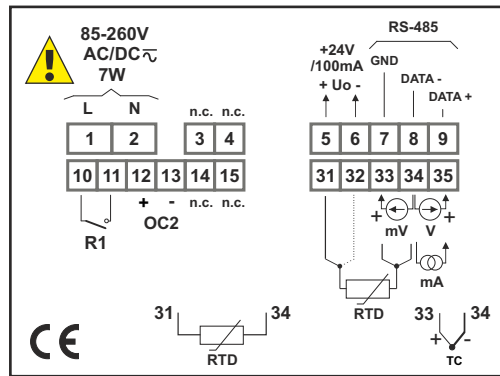 85-260V
AC/DC
7W
L N
n.c. n.c.
1 2 3 4
10 11 12 13 14 15
+ - n.c. n.c.
OC2
R1
RS-485
+24V
/100mA
GND
+ Uo -
DATA -
DATA +
5 6 7 8 9
31 32 33 34 35
+ +
mV V
mA
RTD
31 34
RTD
33 34
+ -
TC
CE